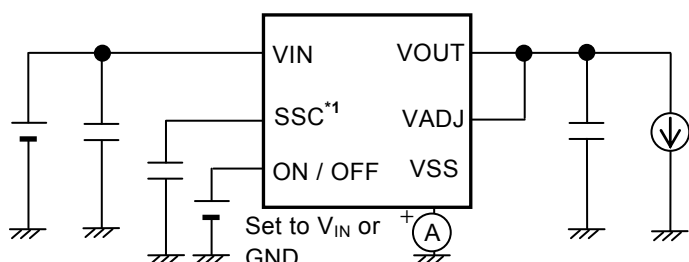 VIN VOUT
SSC*1 VADJ
ON / OFF VSS
Set to VIN or
GND
+
A